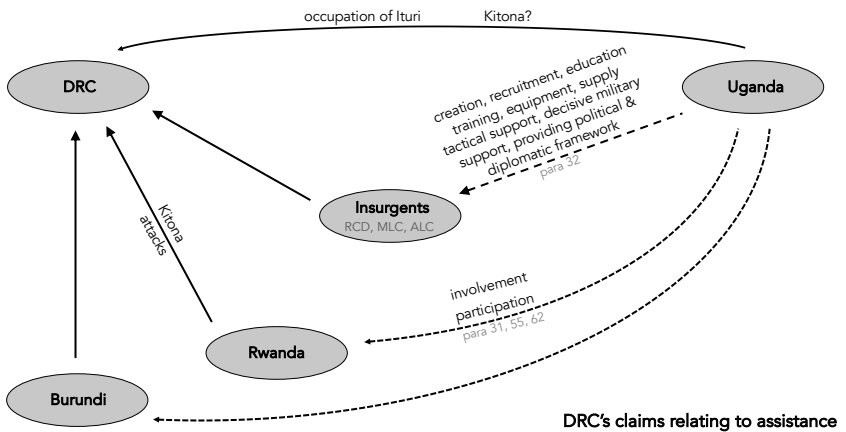 occupation of Ituri Kitona?
DRC
Uganda
creation, recruitment, education
training, equipment, supply
tactical support, decisive military
support, providing political &
diplomatic framework
para 32
Insurgents
RCD, MLC, ALC
Kitona
attacks
involvement
participation
para 31, 55, 62
Rwanda
Burundi
DRC's claims relating to assistance